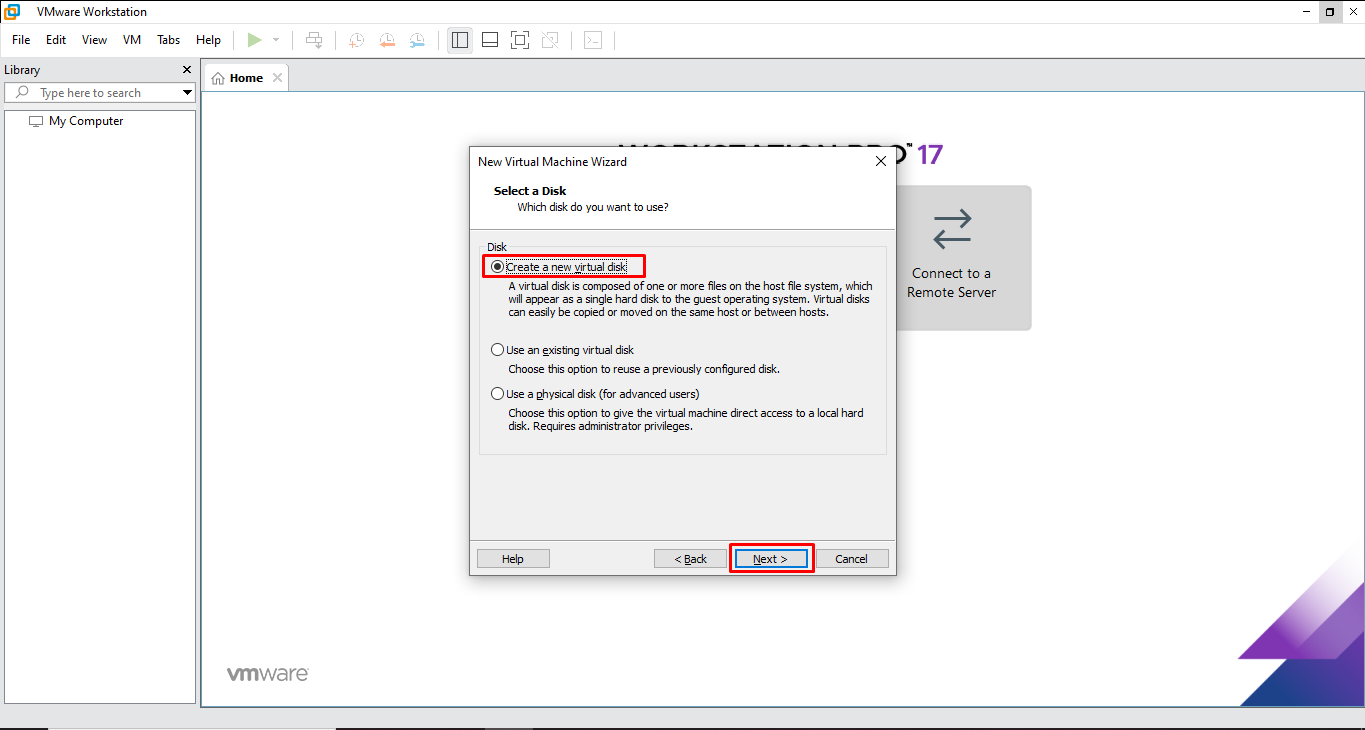 VMware Workstation
File Edit View VM Tabs Help
Library
Type here to search
My Computer
Home
WORKSTATION PRO™ 17
New Virtual Machine Wizard
Select a Disk
Which disk do you want to use?
Disk
Create a new virtual disk
A virtual disk is composed of one or more files on the host file system, which
will appear as a single hard disk to the guest operating system. Virtual disks
can easily be copied or moved on the same host or between hosts.
Use an existing virtual disk
Choose this option to reuse a previously configured disk.
Use a physical disk (for advanced users)
Choose this option to give the virtual machine direct access to a local hard
disk. Requires administrator privileges.
Help
< Back
Next >
Cancel
Connect to a
Remote Server
vmware